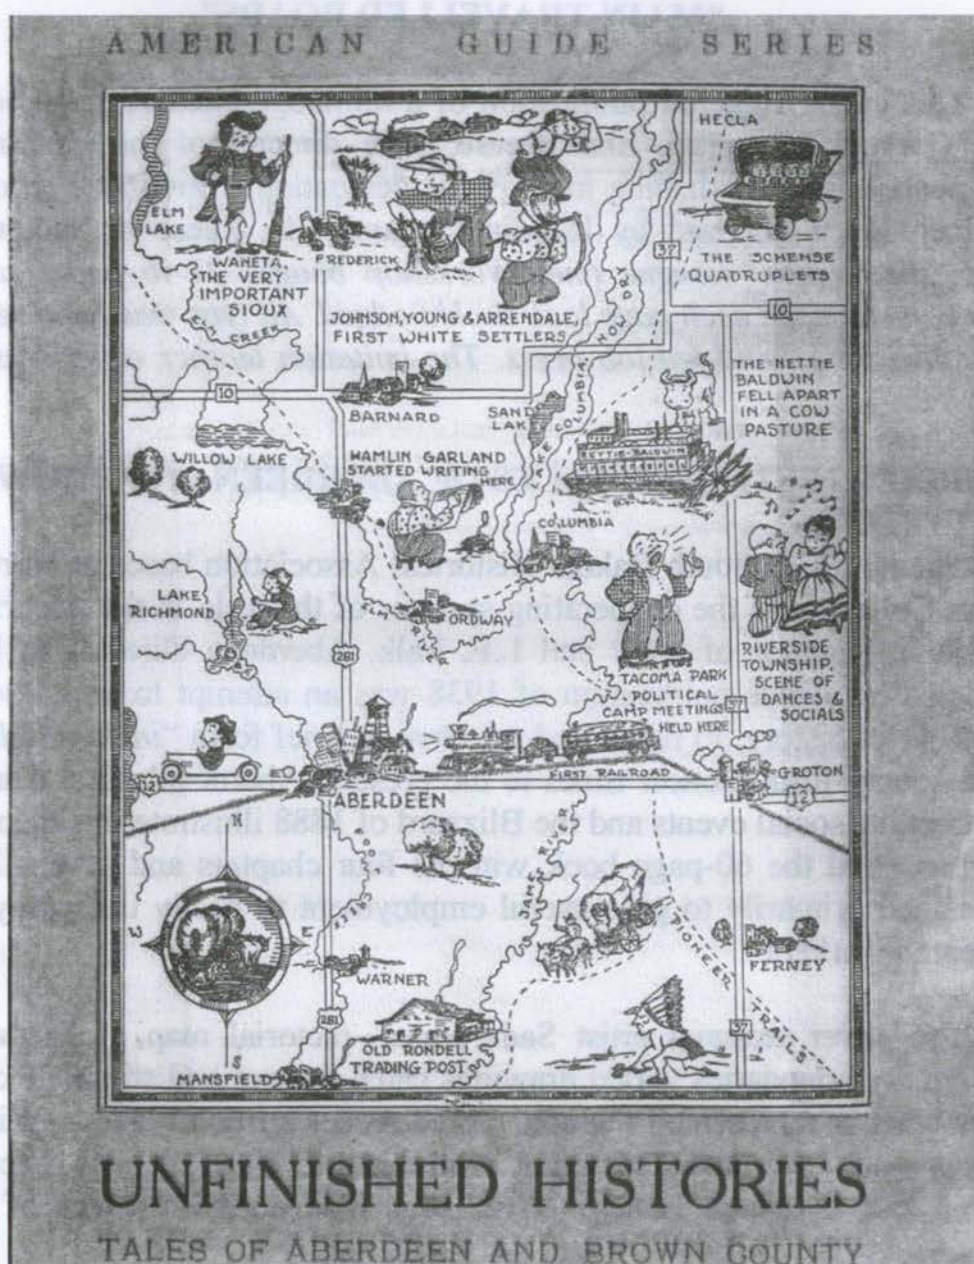 AMERICAN GUIDE SERIES
HECLA
ELM
LAKE
WANETA
THE VERY
IMPORTANT
SIOUX
FREDERICK
37
THE SCHENSE
QUADRUPLETS
10
ELM CREEK
JOHNSON, YOUNG & ARRENDALE,
FIRST WHITE SETTLERS
10
BARNARD
SAND
LAKE
LAKE COLUMBIA
THE NETTIE
BALDWIN
FELL APART
IN A COW
PASTURE
NETTIE-BALDWIN
WILLOW LAKE
HAMLIN GARLAND
STARTED WRITING
HERE
COLUMBIA
LAKE
RICHMOND
281
ORDWAY
TACOMA PARK
POLITICAL
CAMP MEETINGS
HELD HERE
RIVERSIDE
TOWNSHIP,
SCENE OF
DANCES &
SOCIALS
37
12
FIRST RAILROAD
GROTON
12
ABERDEEN
N
W
E
S
JAMES RIVER
PIONEER TRAILS
FERNEY
WARNER
281
OLD RONDELL
TRADING POST
37
MANSFIELD
UNFINISHED HISTORIES
TALES OF ABERDEEN AND BROWN COUNTY